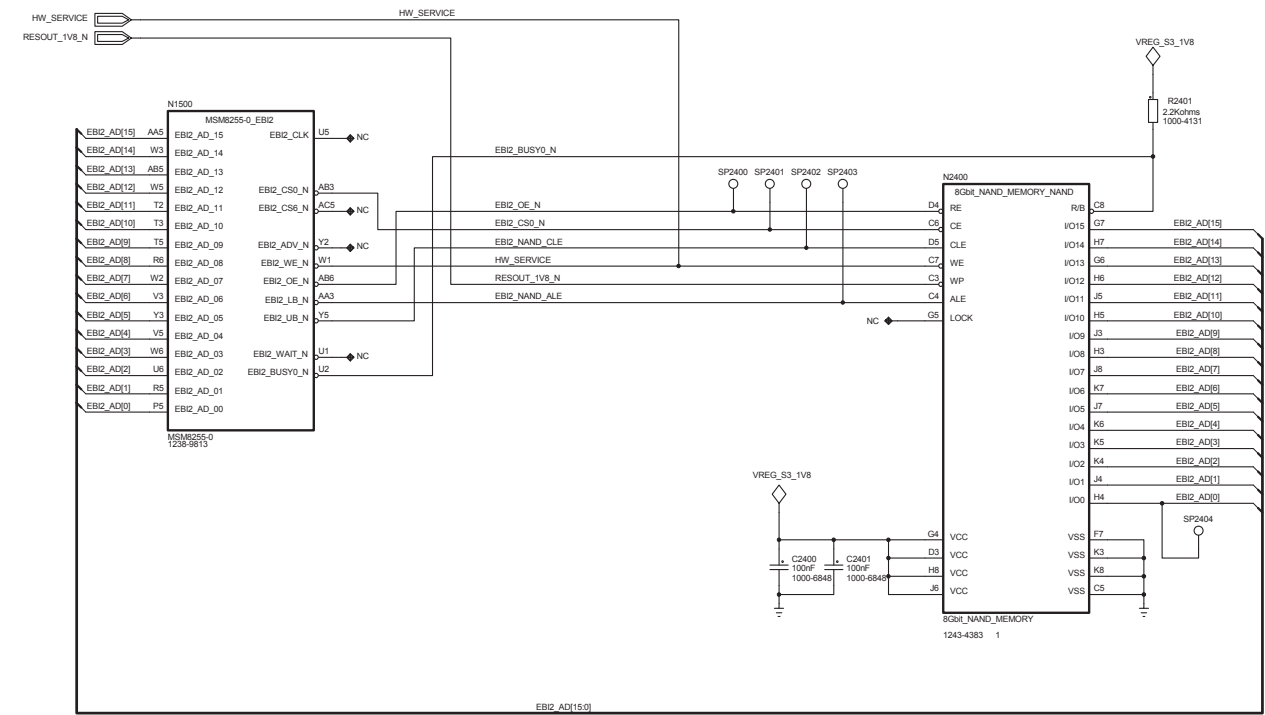 HW_SERVICE
HW_SERVICE
RESOUT_1V8_N
VREG_S3_1V8
R2401
2.2Kohms
1000-4131
N1500
MSM8255-0_EBI2
EBI2_AD[15] AA5 EBI2_AD_15 EBI2_CLK U5 NC
EBI2_AD[14] W3 EBI2_AD_14
EBI2_AD[13] AB5 EBI2_AD_13
EBI2_AD[12] W5 EBI2_AD_12 EBI2_CS0_N AB3
EBI2_AD[11] T2 EBI2_AD_11 EBI2_CS6_N AC5 NC
EBI2_AD[10] T3 EBI2_AD_10
EBI2_AD[9] T5 EBI2_AD_09 EBI2_ADV_N Y2 NC
EBI2_AD[8] R6 EBI2_AD_08 EBI2_WE_N W1
EBI2_AD[7] W2 EBI2_AD_07 EBI2_OE_N AB6
EBI2_AD[6] V3 EBI2_AD_06 EBI2_LB_N AA3
EBI2_AD[5] Y3 EBI2_AD_05 EBI2_UB_N Y5
EBI2_AD[4] V5 EBI2_AD_04
EBI2_AD[3] W6 EBI2_AD_03 EBI2_WAIT_N U1 NC
EBI2_AD[2] U6 EBI2_AD_02 EBI2_BUSY0_N U2
EBI2_AD[1] R5 EBI2_AD_01
EBI2_AD[0] P5 EBI2_AD_00
MSM8255-0
1238-9813
EBI2_BUSY0_N
SP2400 SP2401 SP2402 SP2403
EBI2_OE_N
EBI2_CS0_N
EBI2_NAND_CLE
HW_SERVICE
RESOUT_1V8_N
EBI2_NAND_ALE
NC
N2400
8Gbit_NAND_MEMORY_NAND
D4 RE R/B C8
C6 CE I/O15 G7 EBI2_AD[15]
D5 CLE I/O14 H7 EBI2_AD[14]
C7 WE I/O13 G6 EBI2_AD[13]
C3 WP I/O12 H6 EBI2_AD[12]
C4 ALE I/O11 J5 EBI2_AD[11]
G5 LOCK I/O10 H5 EBI2_AD[10]
I/O9 J3 EBI2_AD[9]
I/O8 H3 EBI2_AD[8]
I/O7 J8 EBI2_AD[7]
I/O6 K7 EBI2_AD[6]
I/O5 J7 EBI2_AD[5]
I/O4 K6 EBI2_AD[4]
I/O3 K5 EBI2_AD[3]
I/O2 K4 EBI2_AD[2]
I/O1 J4 EBI2_AD[1]
I/O0 H4 EBI2_AD[0]
SP2404
VREG_S3_1V8
G4 VCC VSS F7
D3 VCC VSS K3
H8 VCC VSS K8
J6 VCC VSS C5
C2400
100nF
1000-6848
C2401
100nF
1000-6848
8Gbit_NAND_MEMORY
1243-4383 1
EBI2_AD[15:0]